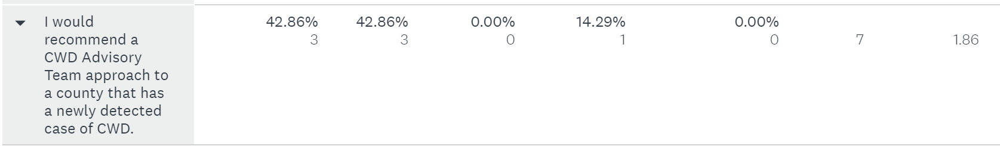 I would 42.86% 42.86% 0.00% 14.29% 0.00%
recommend a 3 3 0 1 0 7 1.86
CWD Advisory
Team approach to
a county that has
a newly detected
case of CWD.